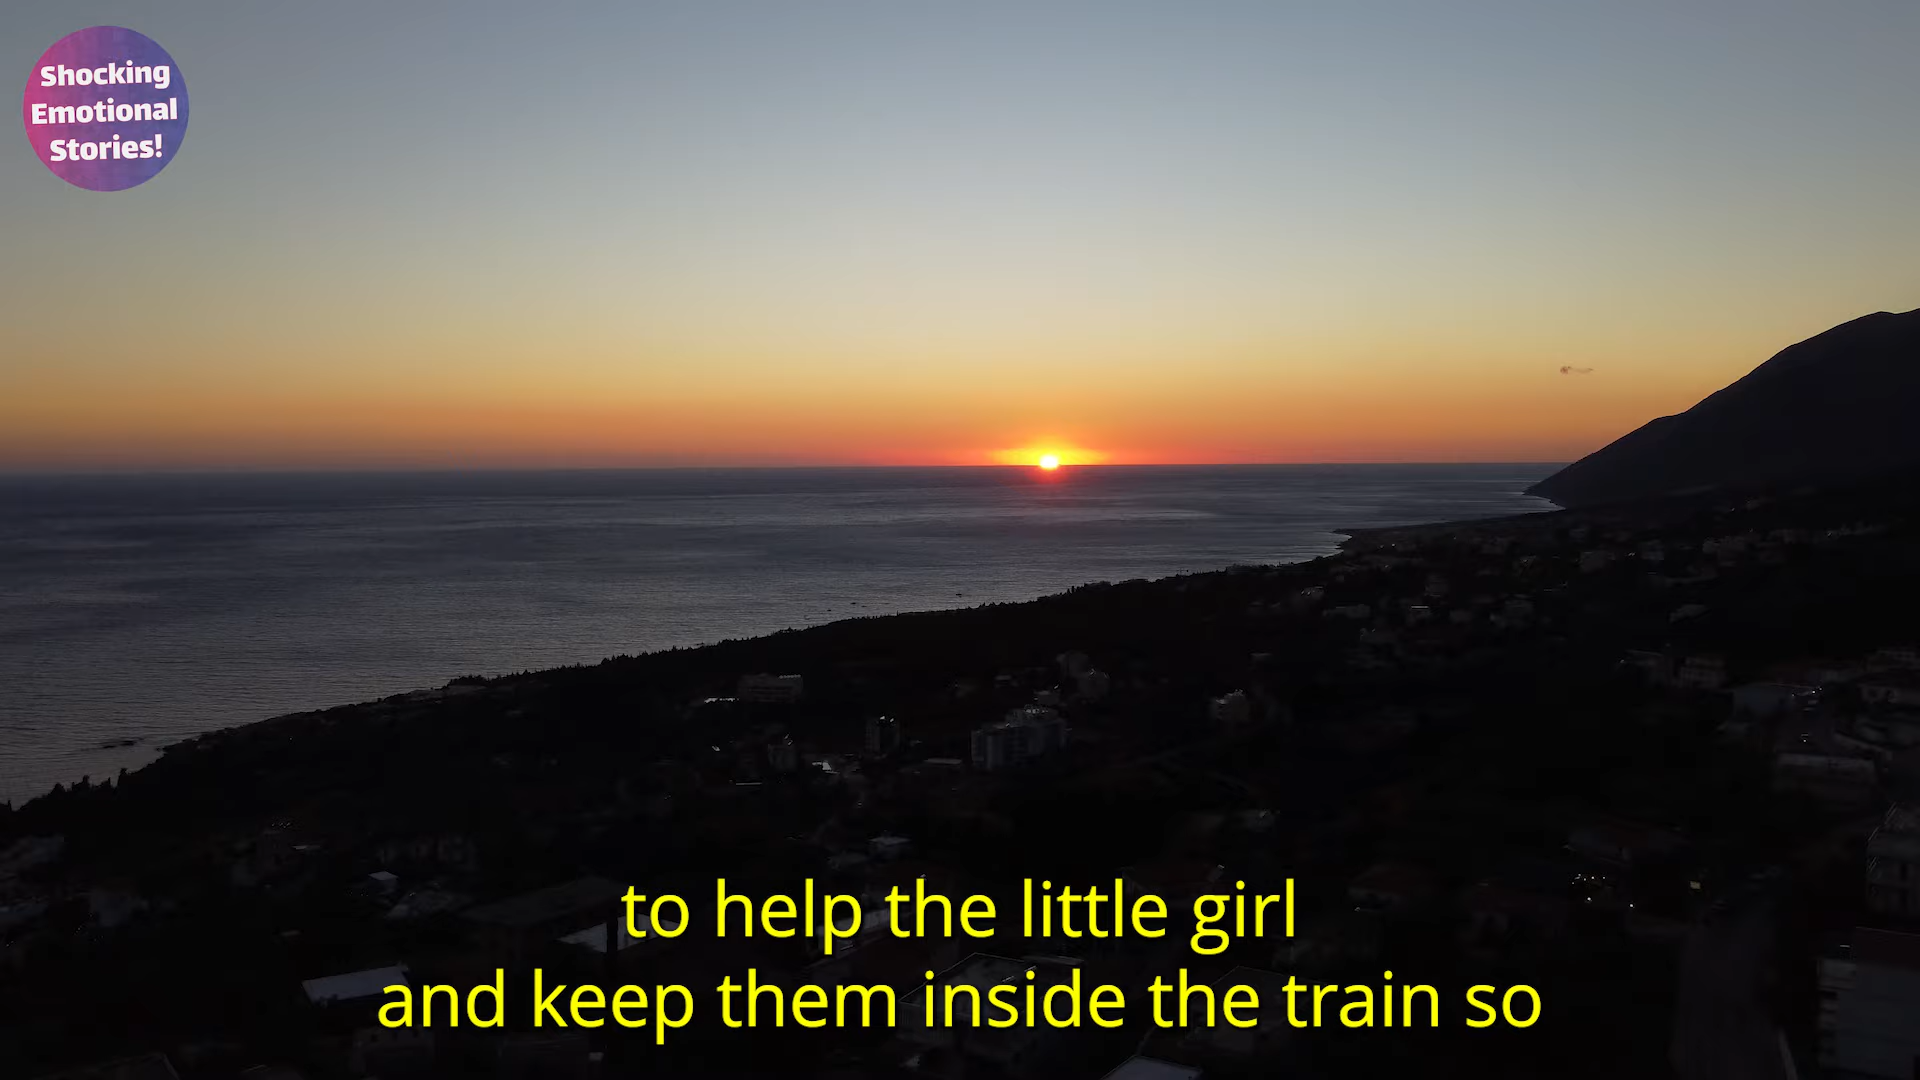 Shocking
Emotional
Stories!
to help the little girl
and keep them inside the train so